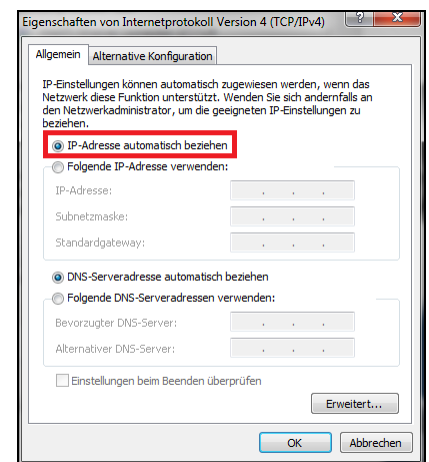 Eigenschaften von Internetprotokoll Version 4 (TCP/IPv4)
Allgemein Alternative Konfiguration
IP-Einstellungen können automatisch zugewiesen werden, wenn das
Netzwerk diese Funktion unterstützt. Wenden Sie sich andernfalls an
den Netzwerkadministrator, um die geeigneten IP-Einstellungen zu
beziehen.
IP-Adresse automatisch beziehen
Folgende IP-Adresse verwenden:
IP-Adresse:
Subnetzmaske:
Standardgateway:
DNS-Serveradresse automatisch beziehen
Folgende DNS-Serveradressen verwenden:
Bevorzugter DNS-Server:
Alternativer DNS-Server:
Einstellungen beim Beenden überprüfen
Erweitert...
OK Abbrechen